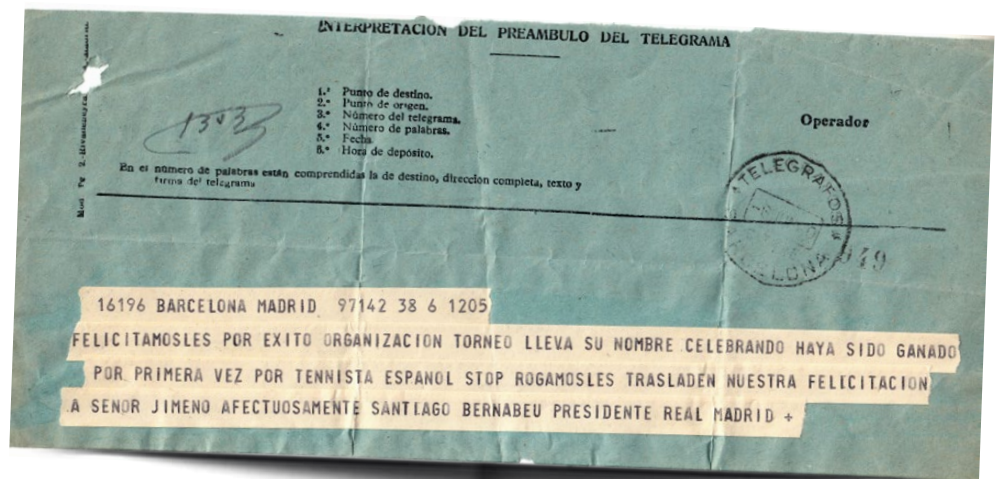 INTERPRETACION DEL PREAMBULO DEL TELEGRAMA
1.ª Punto de destino.
2.ª Punto de origen.
3.ª Número del telegrama.
4.ª Número de palabras.
5.ª Fecha
6.ª Hora de depósito.
Operador
1303
En el número de palabras están comprendidas la de destino, dirección completa, texto y
firma del telegrama
TELEGRAFOS
BARCELONA
949
16196 BARCELONA MADRID 97142 38 6 1205
FELICITAMOSLES POR EXITO ORGANIZACION TORNEO LLEVA SU NOMBRE CELEBRANDO HAYA SIDO GANADO
POR PRIMERA VEZ POR TENNISTA ESPANOL STOP ROGAMOSLES TRASLADEN NUESTRA FELICITACION
A SENOR JIMENO AFECTUOSAMENTE SANTIAGO BERNABEU PRESIDENTE REAL MADRID +